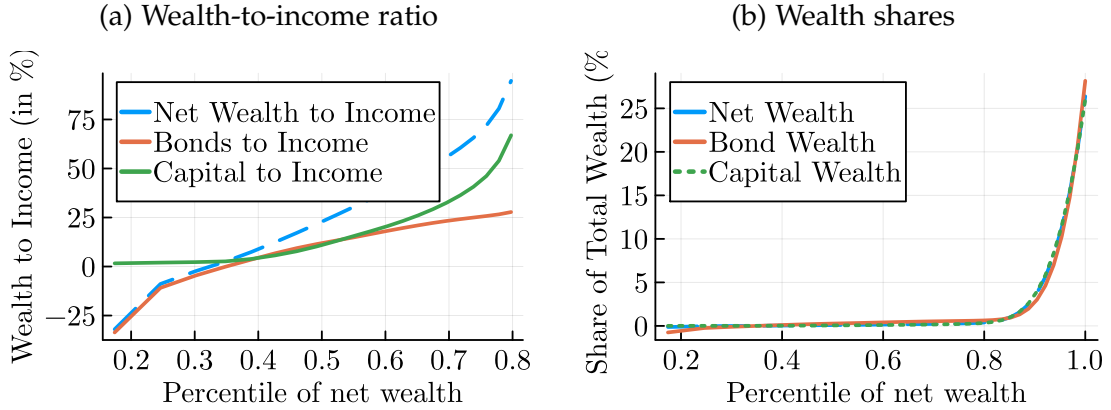 (a) Wealth-to-income ratio
Wealth to Income (in %)
75
50
25
0
−25
Net Wealth to Income
Bonds to Income
Capital to Income
0.2 0.3 0.4 0.5 0.6 0.7 0.8
Percentile of net wealth
(b) Wealth shares
Share of Total Wealth (%
25
20
15
10
5
0
Net Wealth
Bond Wealth
Capital Wealth
0.2 0.4 0.6 0.8 1.0
Percentile of net wealth